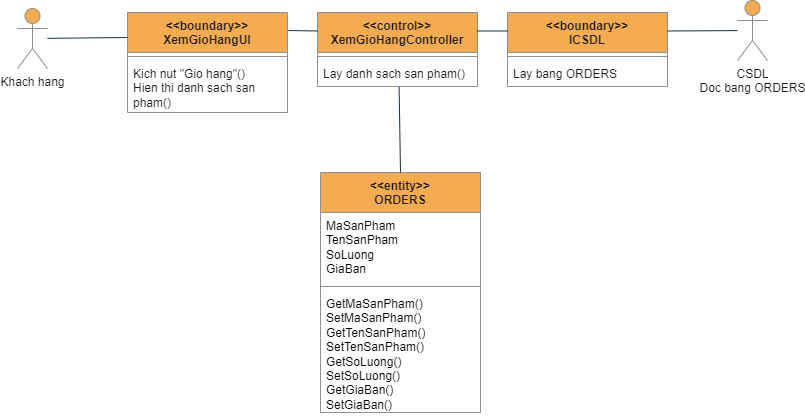 Khach hang
<<boundary>>
XemGioHangUI
Kich nut "Gio hang"()
Hien thi danh sach san
pham()
<<control>>
XemGioHangController
Lay danh sach san pham()
<<boundary>>
ICSDL
Lay bang ORDERS
CSDL
Doc bang ORDERS
<<entity>>
ORDERS
MaSanPham
TenSanPham
SoLuong
GiaBan
GetMaSanPham()
SetMaSanPham()
GetTenSanPham()
SetTenSanPham()
GetSoLuong()
SetSoLuong()
GetGiaBan()
SetGiaBan()